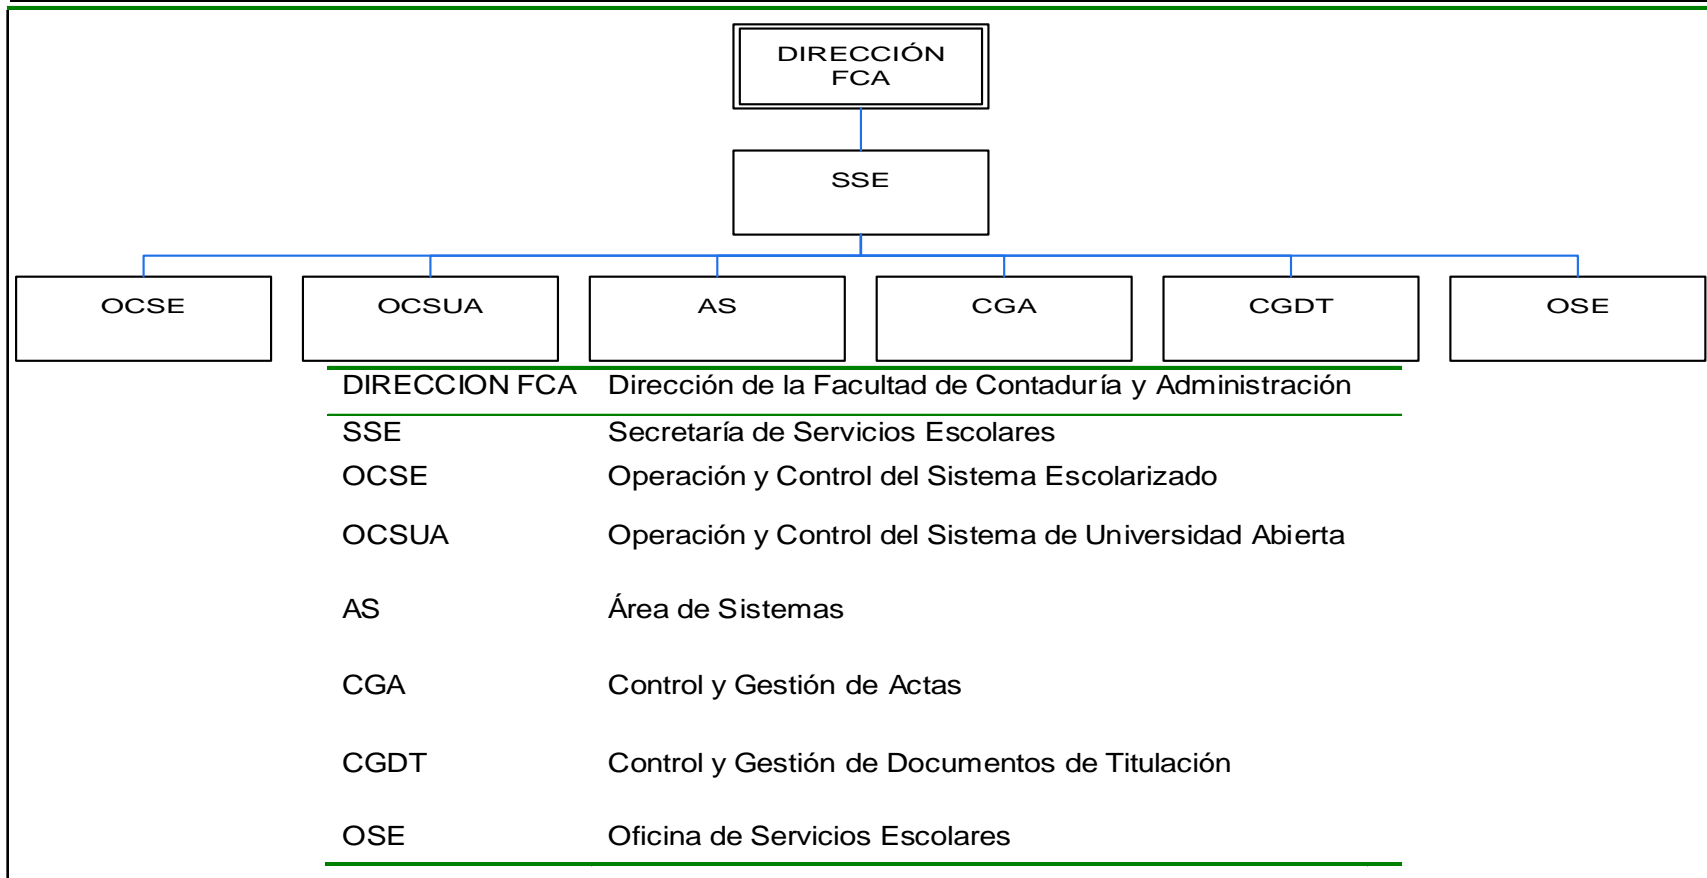 DIRECCIÓN
FCA
SSE
OCSE
OCSUA
AS
CGA
CGDT
OSE
DIRECCION FCA Dirección de la Facultad de Contaduría y Administración
SSE Secretaría de Servicios Escolares
OCSE Operación y Control del Sistema Escolarizado
OCSUA Operación y Control del Sistema de Universidad Abierta
AS Área de Sistemas
CGA Control y Gestión de Actas
CGDT Control y Gestión de Documentos de Titulación
OSE Oficina de Servicios Escolares